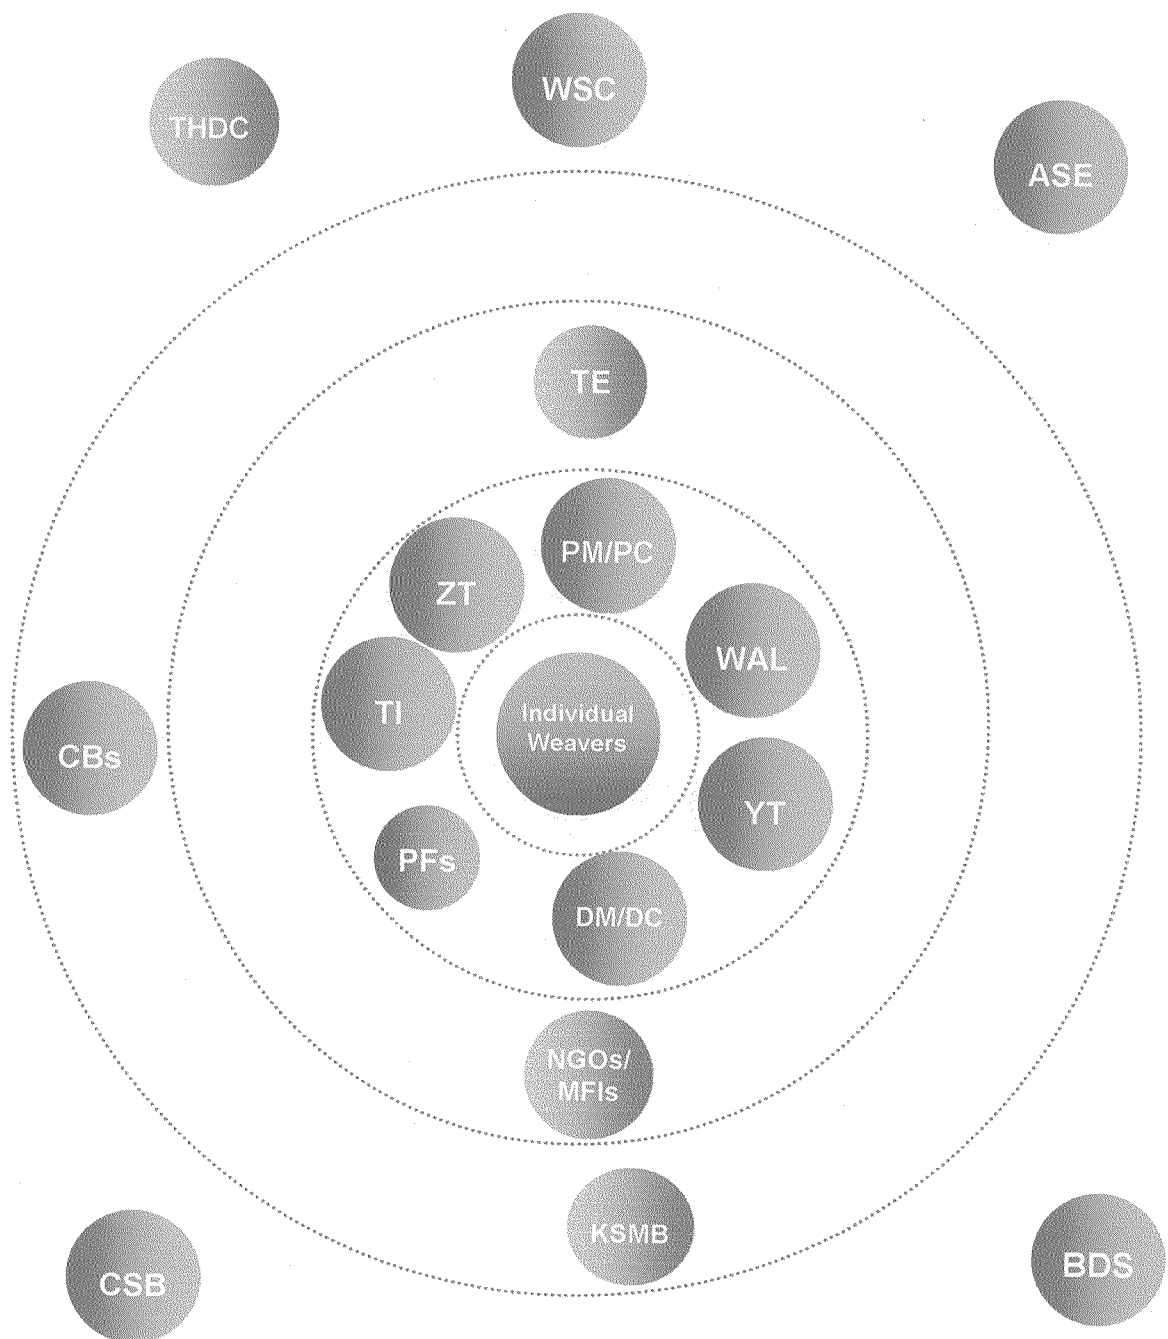 WSC
THDC
ASE
TE
PM/PC
ZT
WAL
TI
Individual
Weavers
CBs
YT
PFs
DM/DC
NGOs/
MFIs
KSMB
CSB
BDS